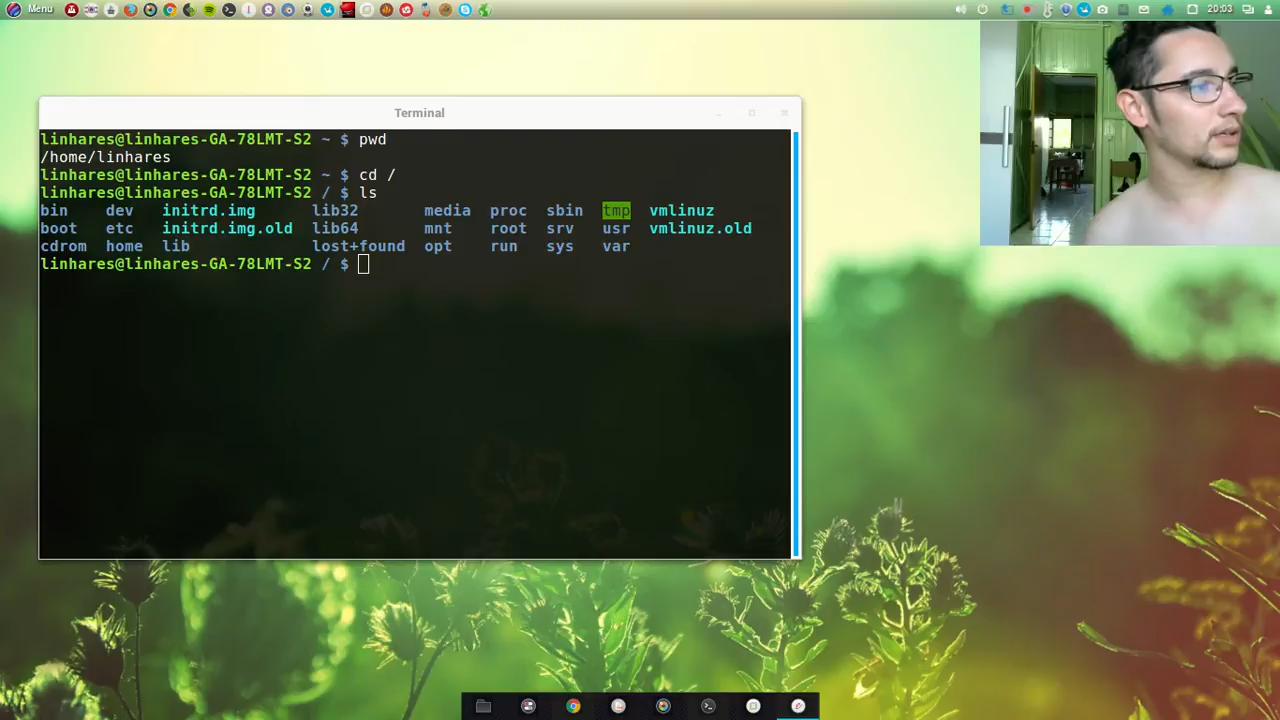 Menu
20:03
Terminal
linhares@linhares-GA-78LMT-S2 ~ $ pwd
/home/linhares
linhares@linhares-GA-78LMT-S2 ~ $ cd /
linhares@linhares-GA-78LMT-S2 / $ ls
bin dev initrd.img lib32 media proc sbin tmp vmlinuz
boot etc initrd.img.old lib64 mnt root srv usr vmlinuz.old
cdrom home lib lost+found opt run sys var
linhares@linhares-GA-78LMT-S2 / $